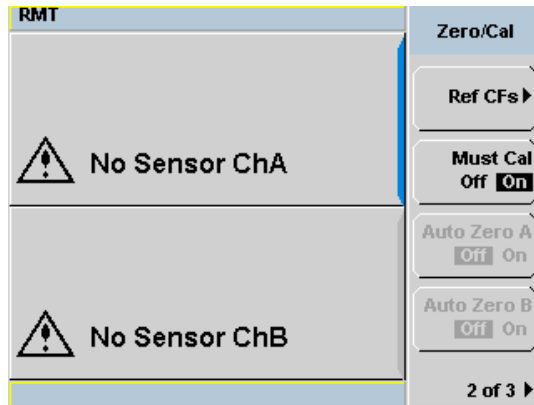 RMT
No Sensor ChA
No Sensor ChB
Zero/Cal
Ref CFs
Must Cal
Off On
Auto Zero A
Off On
Auto Zero B
Off On
2 of 3